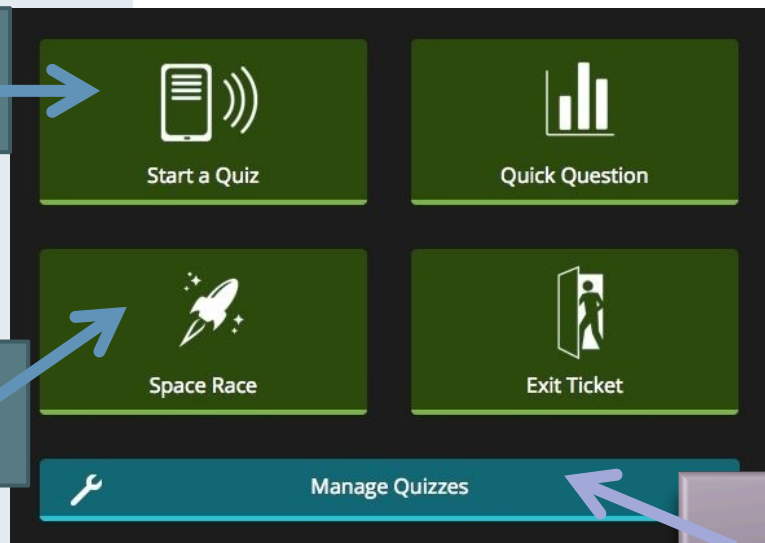 Start a Quiz
Quick Question
Space Race
Exit Ticket
Manage Quizzes